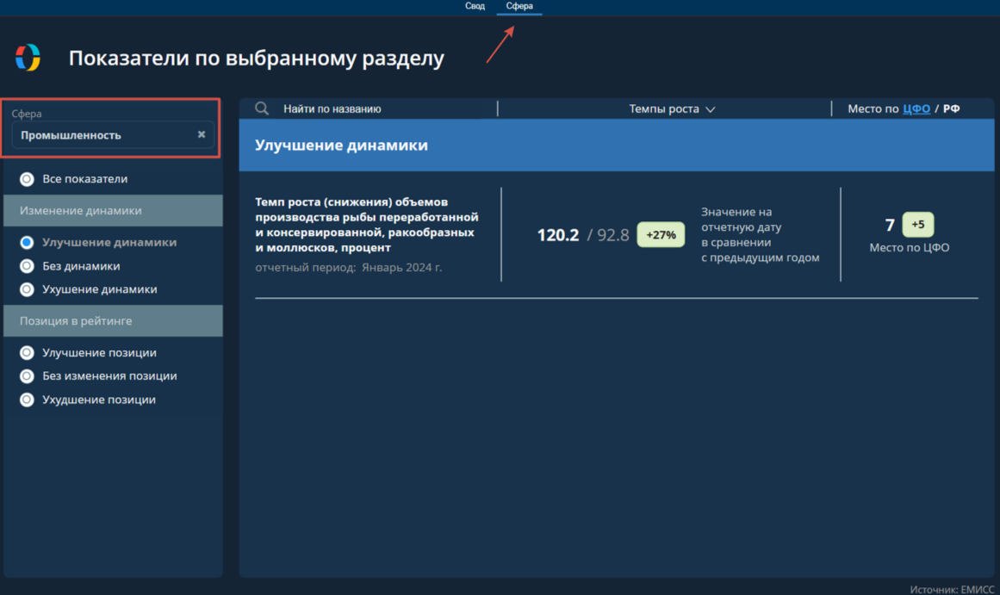 Свод Сфера
Показатели по выбранному разделу
Сфера
Промышленность
Все показатели
Изменение динамики
Улучшение динамики
Без динамики
Ухушение динамики
Позиция в рейтинге
Улучшение позиции
Без изменения позиции
Ухудшение позиции
Найти по названию
Темпы роста
Место по ЦФО / РФ
Улучшение динамики
Темп роста (снижения) объемов
производства рыбы переработанной
и консервированной, ракообразных
и моллюсков, процент
отчетный период: Январь 2024 г.
120.2 / 92.8 +27%
Значение на
отчетную дату
в сравнении
с предыдущим годом
7 +5
Место по ЦФО
Источник: ЕМИСС